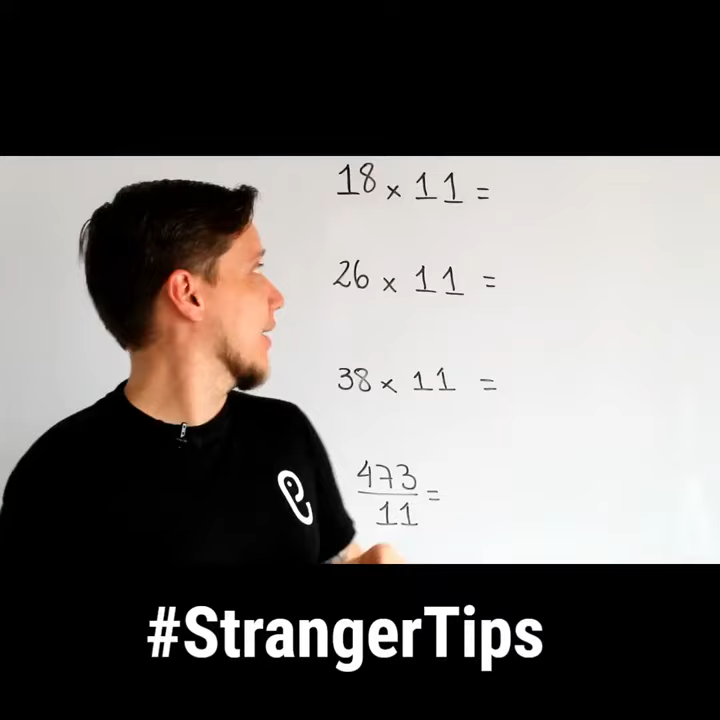 18 × 11 =
26 × 11 =
38 × 11 =
473
11 =
#StrangerTips